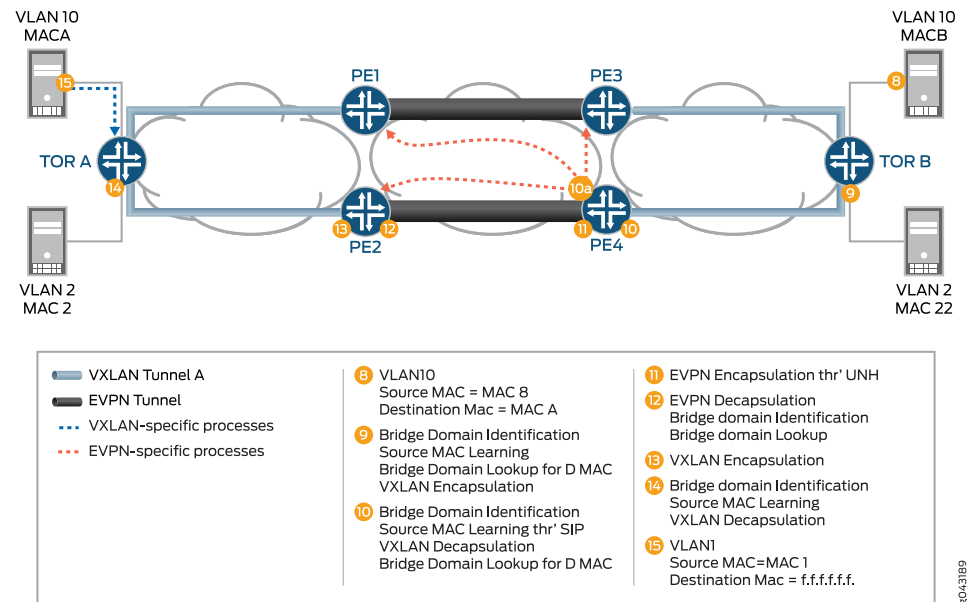 VLAN 10
MACA
VLAN 10
MACB
15
PE1
PE3
8
TOR A
TOR B
14
10a
9
13
12
11
10
PE2
PE4
VLAN 2
MAC 2
VLAN 2
MAC 22
VXLAN Tunnel A
EVPN Tunnel
VXLAN-specific processes
EVPN-specific processes
8 VLAN10
Source MAC = MAC 8
Destination Mac = MAC A
9 Bridge Domain Identification
Source MAC Learning
Bridge Domain Lookup for D MAC
VXLAN Encapsulation
10 Bridge Domain Identification
Source MAC Learning thr' SIP
VXLAN Decapsulation
Bridge Domain Lookup for D MAC
11 EVPN Encapsulation thr' UNH
12 EVPN Decapsulation
Bridge domain Identification
Bridge domain Lookup
13 VXLAN Encapsulation
14 Bridge domain Identification
Source MAC Learning
VXLAN Decapsulation
15 VLAN1
Source MAC=MAC 1
Destination Mac = f.f.f.f.f.f.
g043189